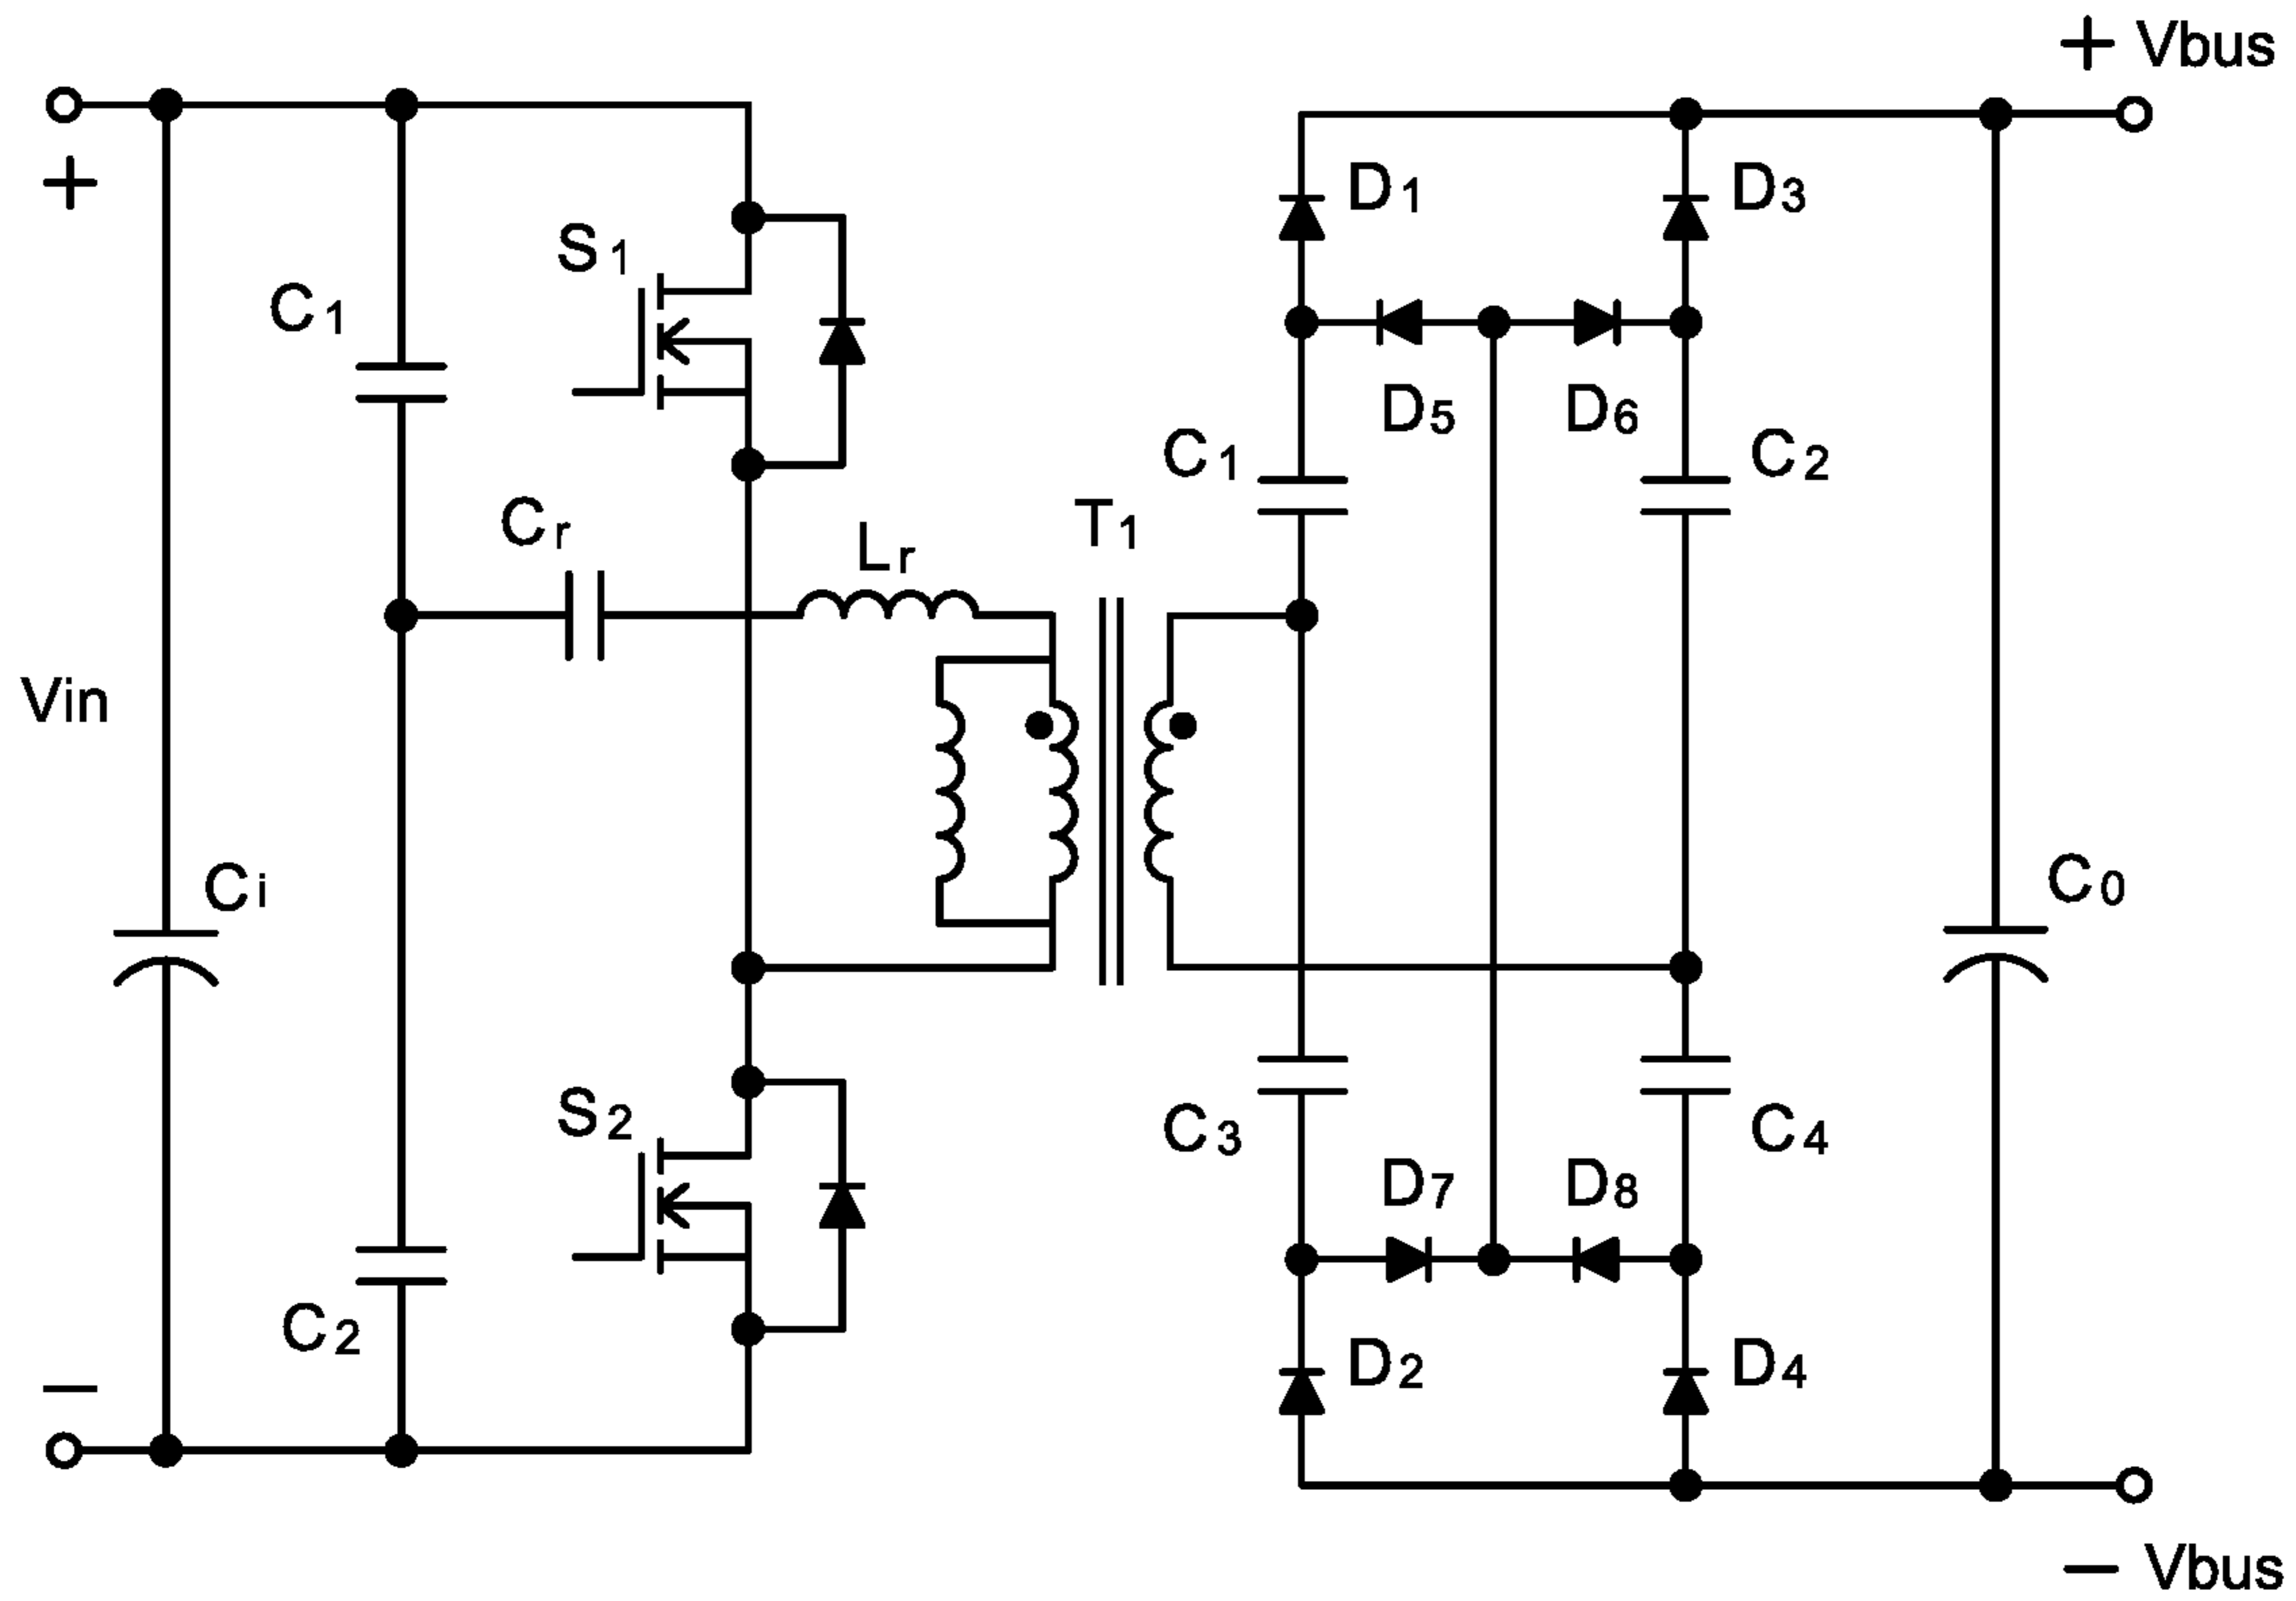 + Vbus
+
D1
D3
S1
C1
D5
D6
C1
C2
Cr
Lr
T1
Vin
Ci
C0
S2
C3
C4
D7
D8
C2
D2
D4
−
− Vbus